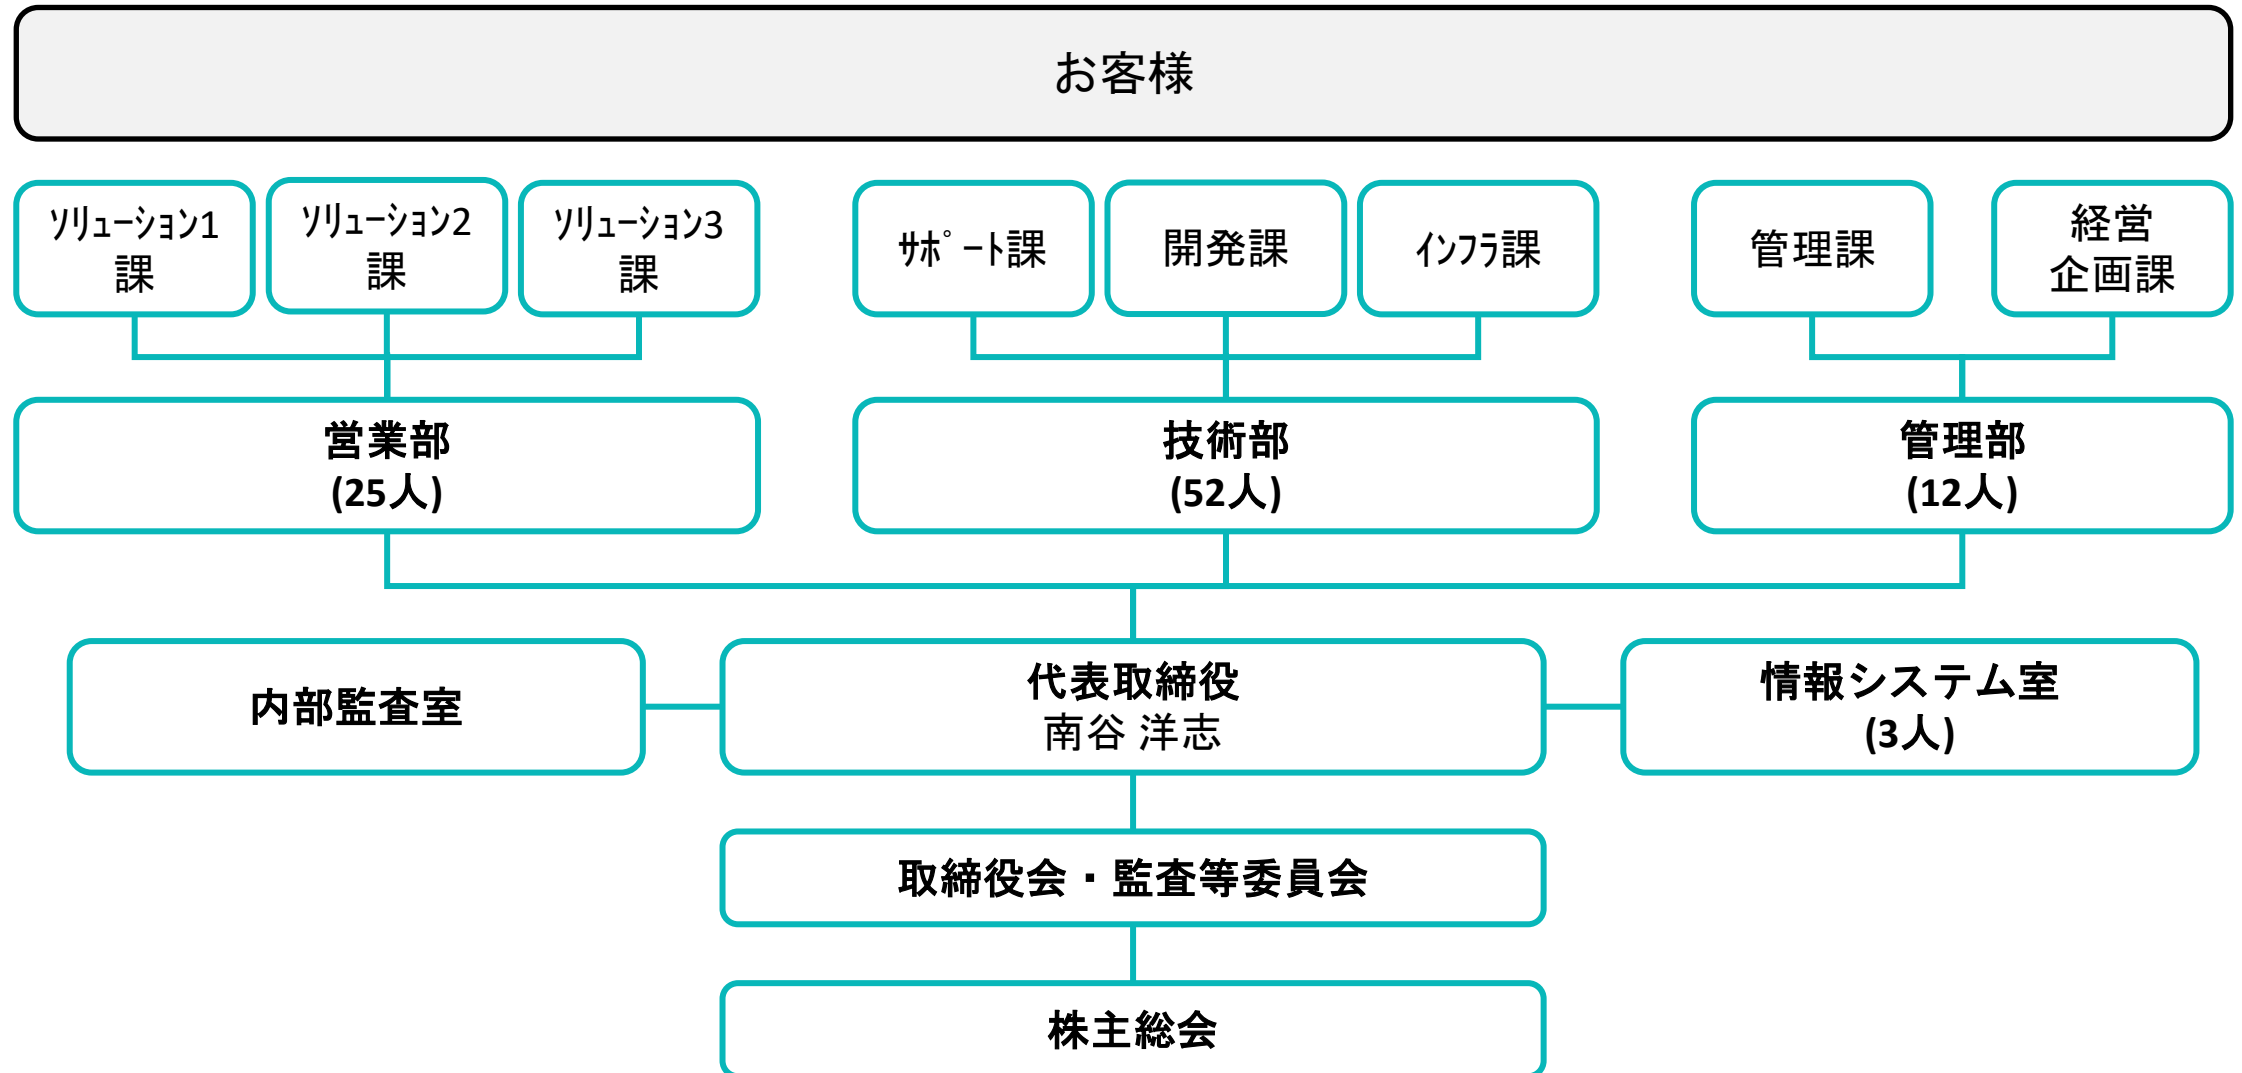 お客様
ｿﾘｭｰｼｮﾝ1
課
ｿﾘｭｰｼｮﾝ2
課
ｿﾘｭｰｼｮﾝ3
課
ｻﾎﾟｰﾄ課
開発課
ｲﾝﾌﾗ課
管理課
経営
企画課
営業部
(25人)
技術部
(52人)
管理部
(12人)
内部監査室
代表取締役
南谷 洋志
情報システム室
(3人)
取締役会・監査等委員会
株主総会